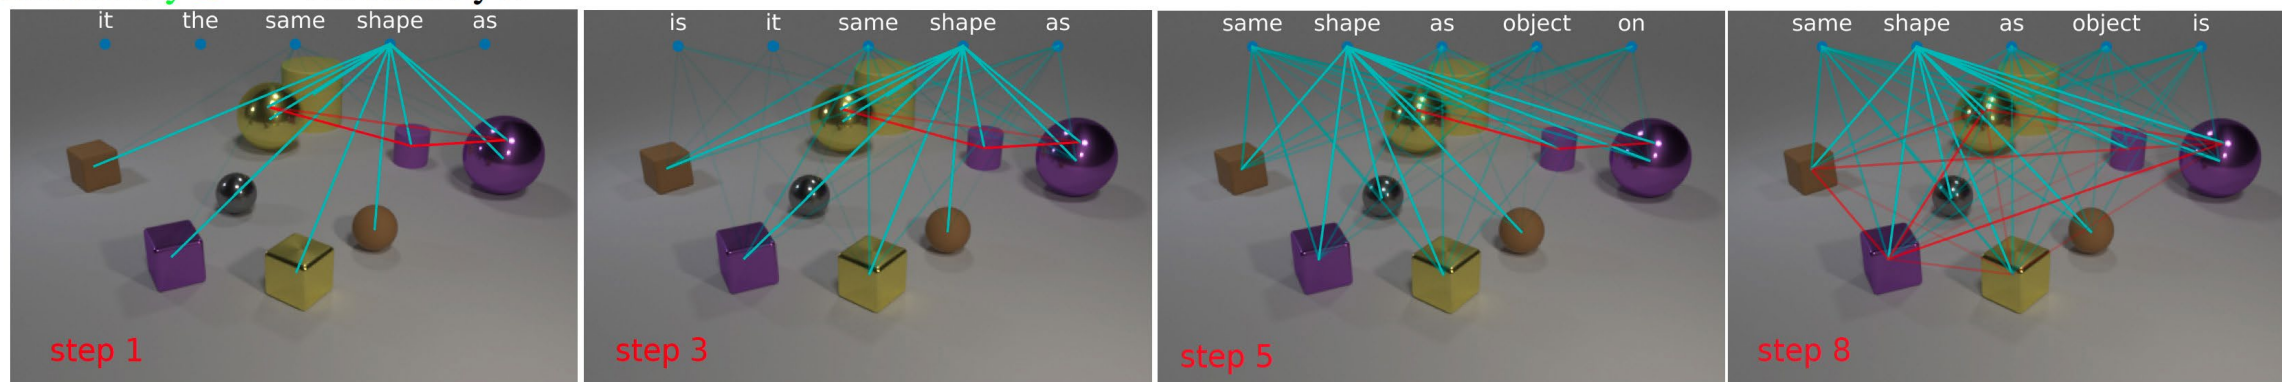 it the same shape as
is it same shape as
same shape as object on
same shape as object is
step 1
step 3
step 5
step 8